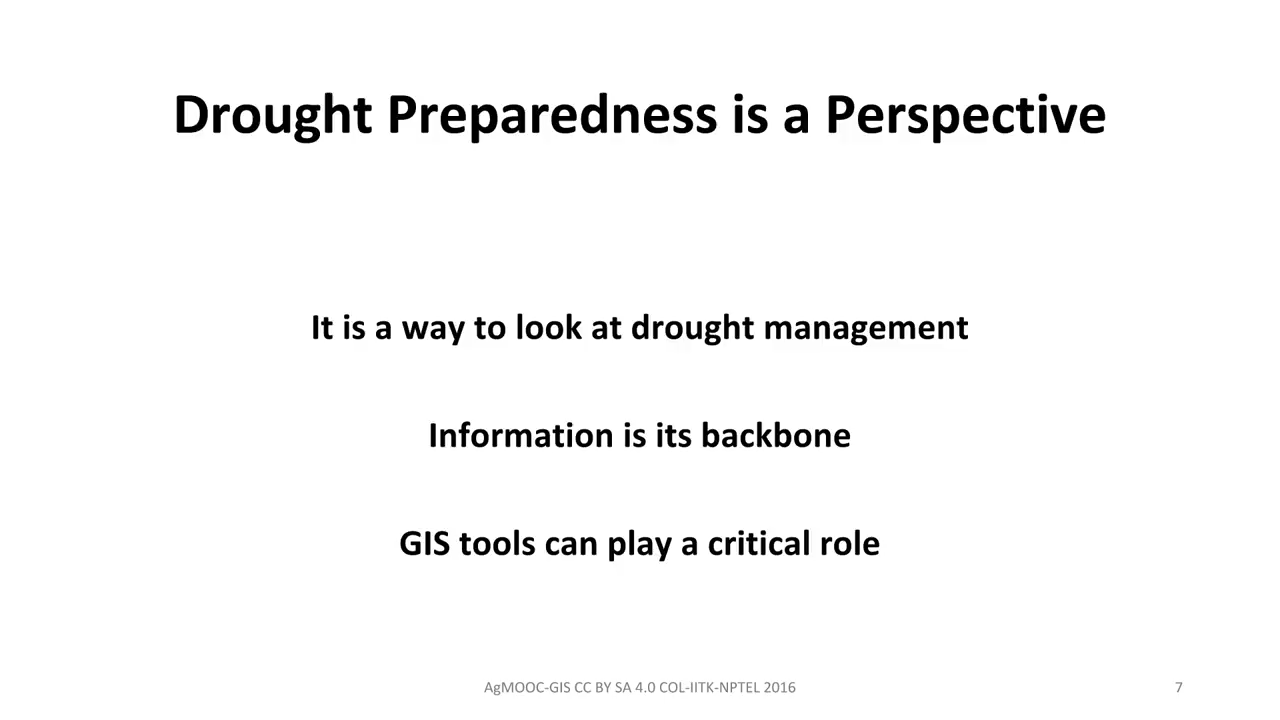 Drought Preparedness is a Perspective
It is a way to look at drought management
Information is its backbone
GIS tools can play a critical role
AgMOOC-GIS CC BY SA 4.0 COL-IITK-NPTEL 2016
7